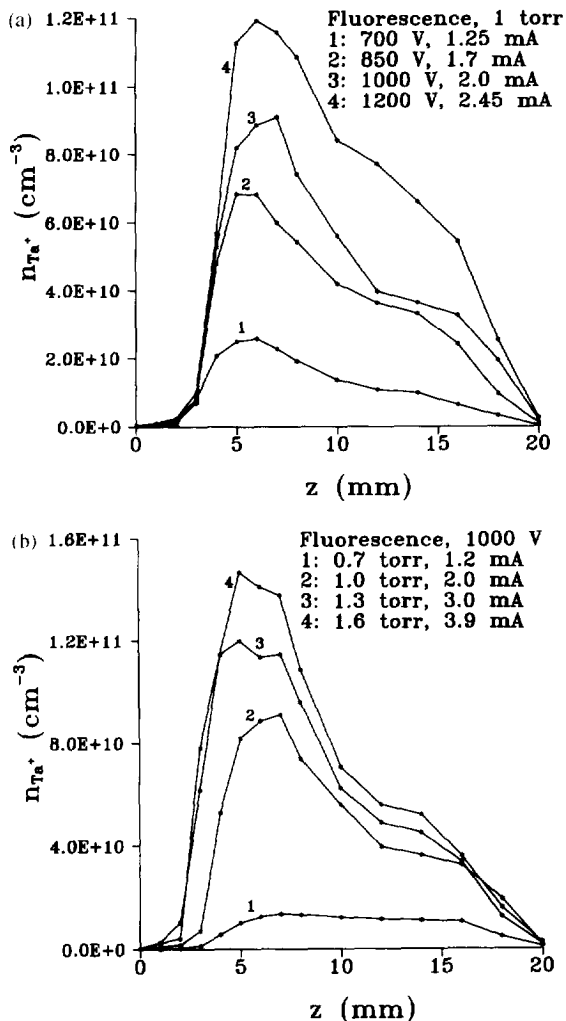 (a)
Fluorescence, 1 torr
1: 700 V, 1.25 mA
2: 850 V, 1.7 mA
3: 1000 V, 2.0 mA
4: 1200 V, 2.45 mA
1.2E+11
1.0E+11
8.0E+10
6.0E+10
4.0E+10
2.0E+10
0.0E+0
n_Ta+ (cm^-3)
4
3
2
1
0 5 10 15 20
z (mm)
(b)
Fluorescence, 1000 V
1: 0.7 torr, 1.2 mA
2: 1.0 torr, 2.0 mA
3: 1.3 torr, 3.0 mA
4: 1.6 torr, 3.9 mA
1.6E+11
1.2E+11
8.0E+10
4.0E+10
0.0E+0
n_Ta+ (cm^-3)
4
3
2
1
0 5 10 15 20
z (mm)